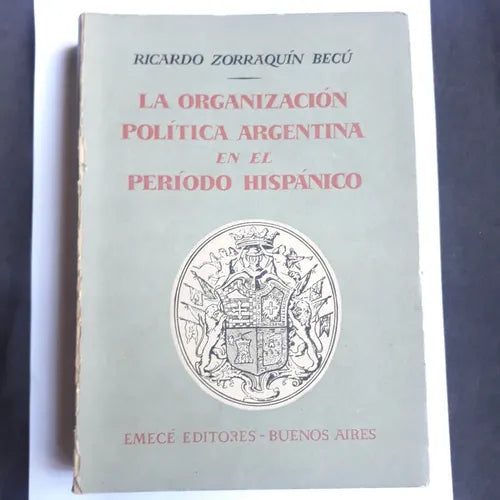 RICARDO ZORRAQUÍN BECÚ
LA ORGANIZACIÓN
POLÍTICA ARGENTINA
EN EL
PERÍODO HISPÁNICO
EMECÉ EDITORES - BUENOS AIRES